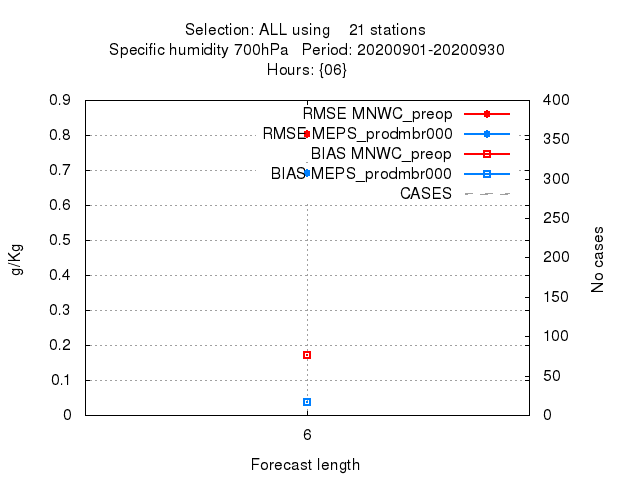 Selection: ALL using    21 stations
Specific humidity 700hPa   Period: 20200901-20200930
Hours: {06}
0.9
0.8
0.7
0.6
0.5
0.4
0.3
0.2
0.1
0
400
350
300
250
200
150
100
50
0
RMSE MNWC_preop
RMSE MEPS_prodmbr000
BIAS MNWC_preop
BIAS MEPS_prodmbr000
CASES
g/Kg
No cases
6
Forecast length